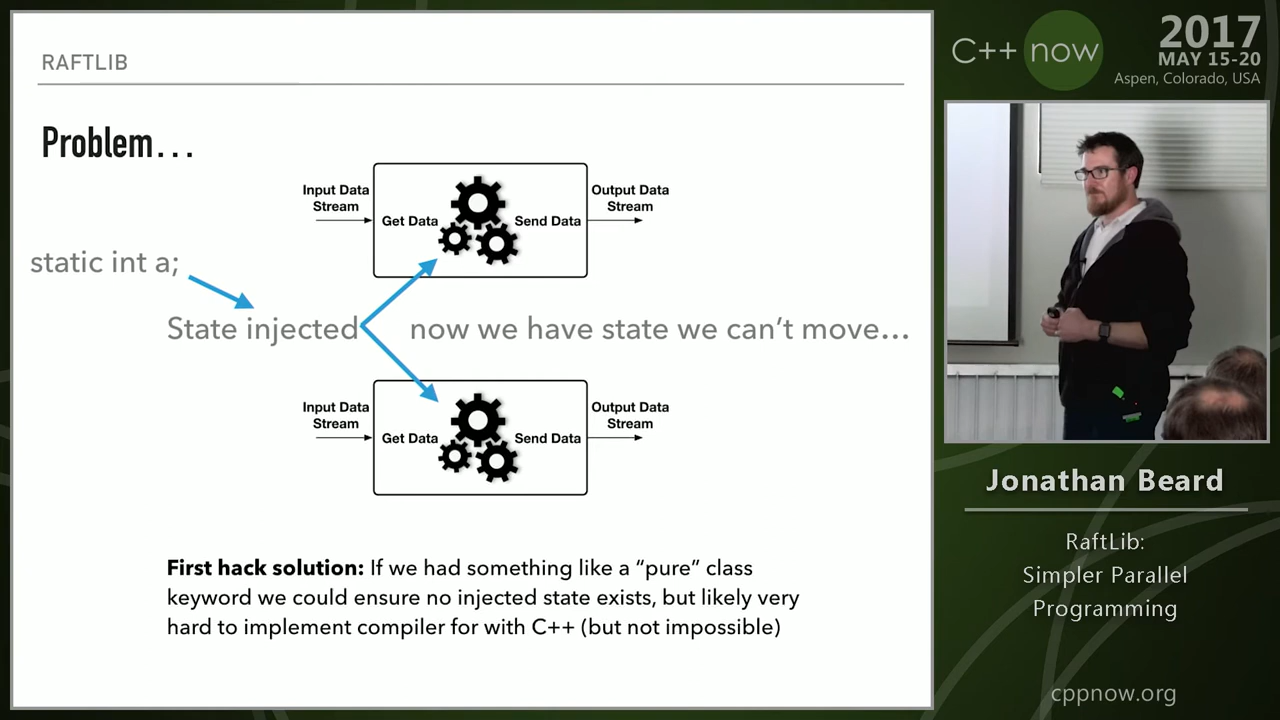 RAFTLIB
Problem...
Input Data
Stream
Get Data
Send Data
Output Data
Stream
static int a;
State injected
now we have state we can’t move...
Input Data
Stream
Get Data
Send Data
Output Data
Stream
First hack solution: If we had something like a “pure” class
keyword we could ensure no injected state exists, but likely very
hard to implement compiler for with C++ (but not impossible)
C++ now
2017
MAY 15-20
Aspen, Colorado, USA
Jonathan Beard
RaftLib:
Simpler Parallel
Programming
cppnow.org